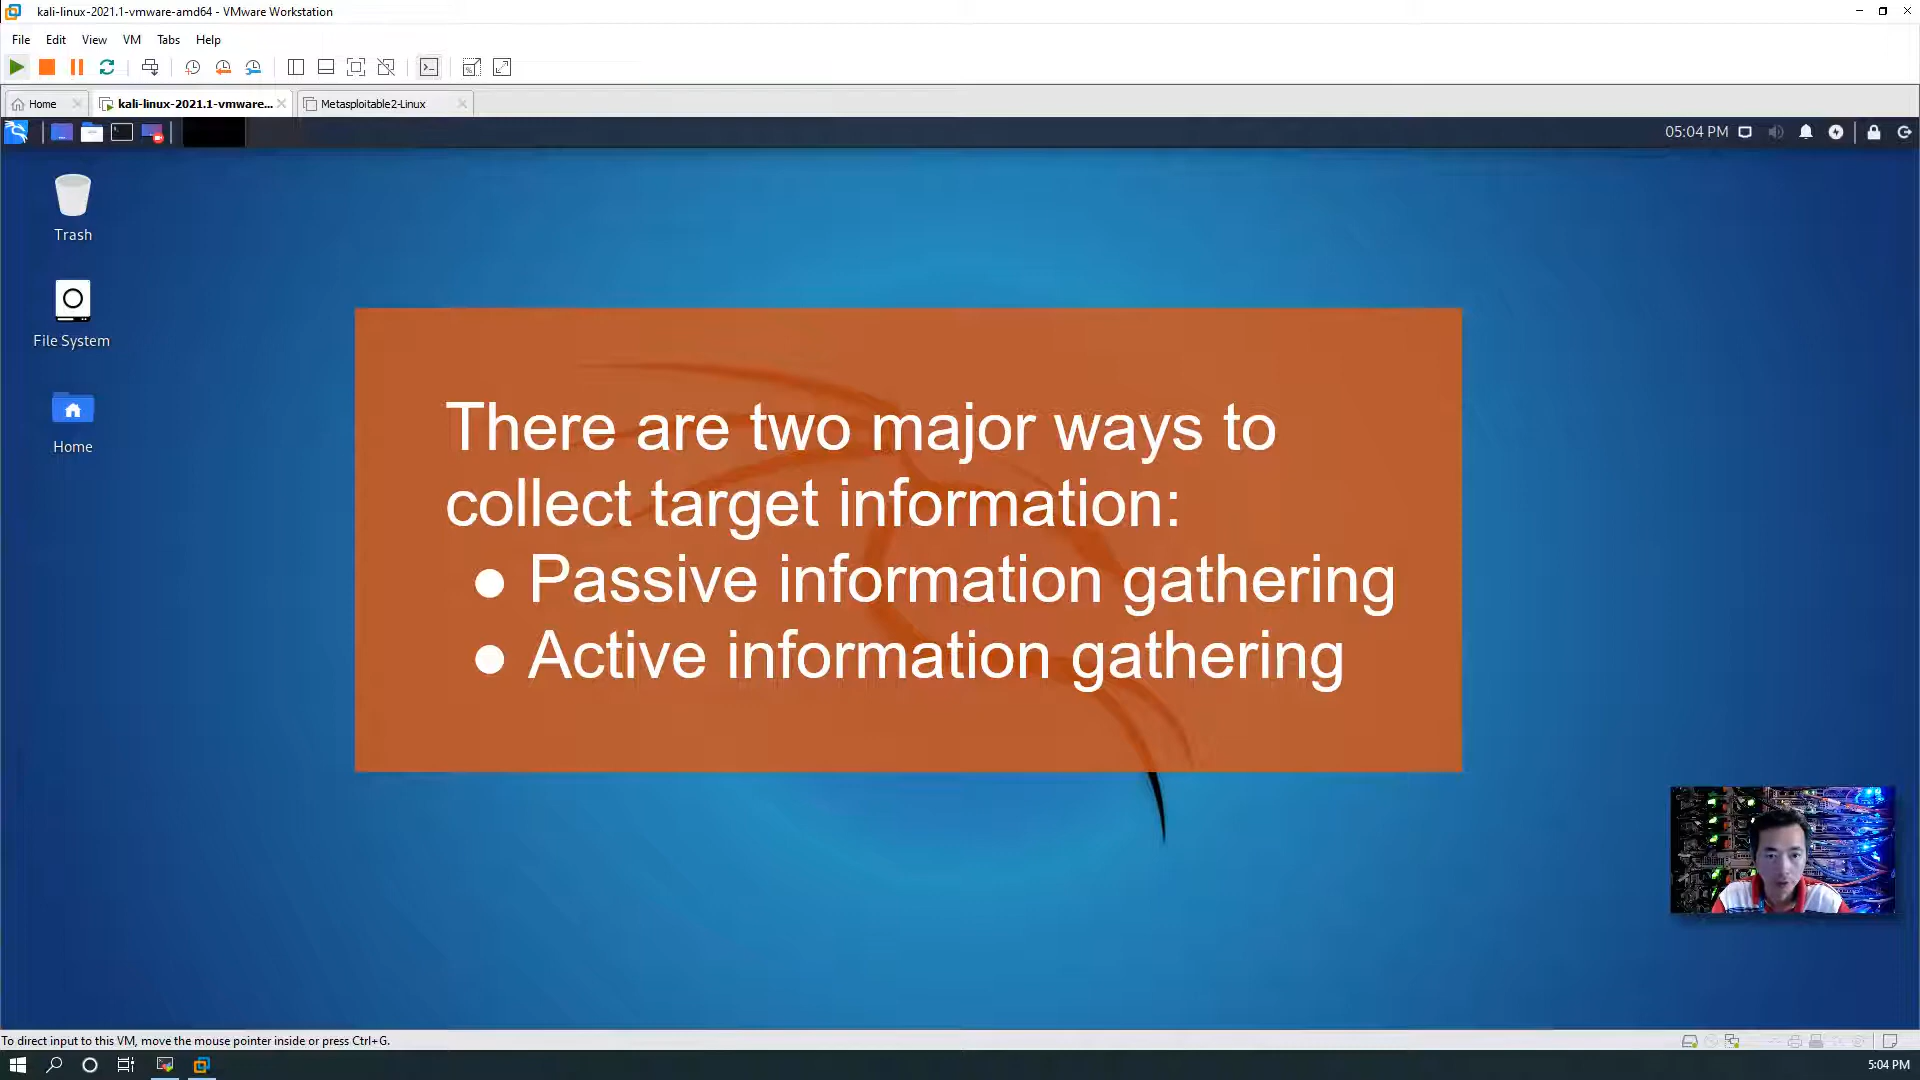 kali-linux-2021.1-vmware-amd64 - VMware Workstation
File Edit View VM Tabs Help
Home kali-linux-2021.1-vmware... Metasploitable2-Linux
05:04 PM
Trash
File System
Home
There are two major ways to
collect target information:
● Passive information gathering
● Active information gathering
To direct input to this VM, move the mouse pointer inside or press Ctrl+G.
5:04 PM